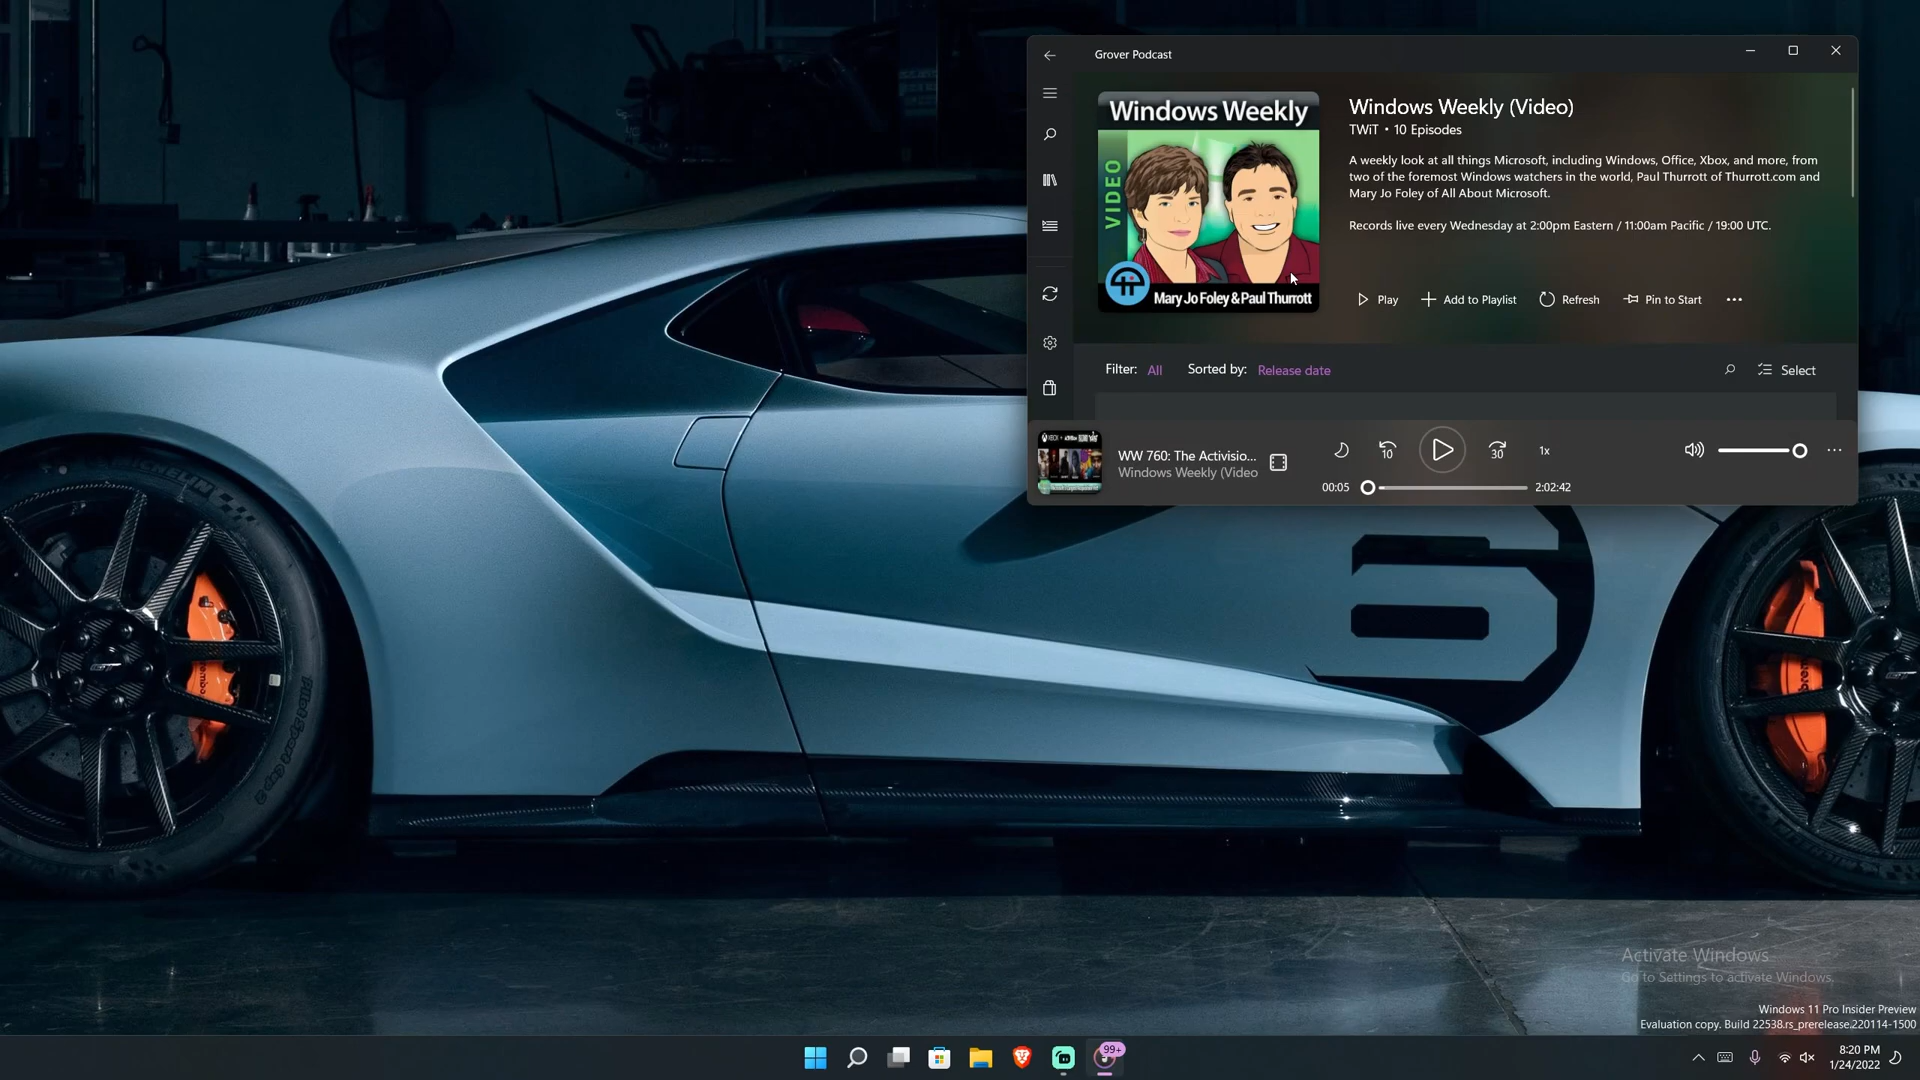 Grover Podcast
Windows Weekly
VIDEO
Mary Jo Foley & Paul Thurrott
Windows Weekly (Video)
TWiT • 10 Episodes
A weekly look at all things Microsoft, including Windows, Office, Xbox, and more, from
two of the foremost Windows watchers in the world, Paul Thurrott of Thurrott.com and
Mary Jo Foley of All About Microsoft.
Records live every Wednesday at 2:00pm Eastern / 11:00am Pacific / 19:00 UTC.
Play
Add to Playlist
Refresh
Pin to Start
Filter: All
Sorted by: Release date
Select
WW 760: The Activisio...
Windows Weekly (Video
10
30
1x
00:05
2:02:42
6
brembo
Pilot Sport Cup 2
Activate Windows
Go to Settings to activate Windows.
Windows 11 Pro Insider Preview
Evaluation copy. Build 22538.rs_prerelease.220114-1500
99+
8:20 PM
1/24/2022